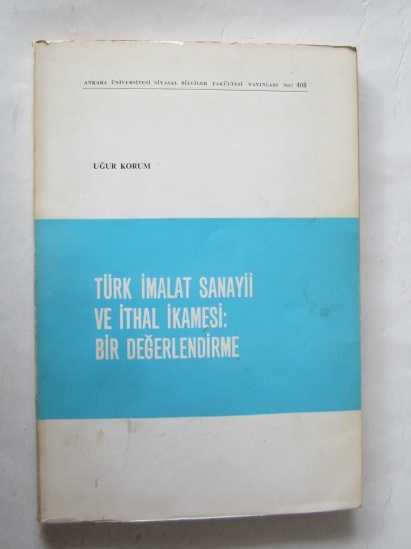 ANKARA ÜNİVERSİTESİ SİYASAL BİLGİLER FAKÜLTESİ YAYINLARI NO: 408
UĞUR KORUM
TÜRK İMALAT SANAYİİ
VE İTHAL İKAMESİ:
BİR DEĞERLENDİRME